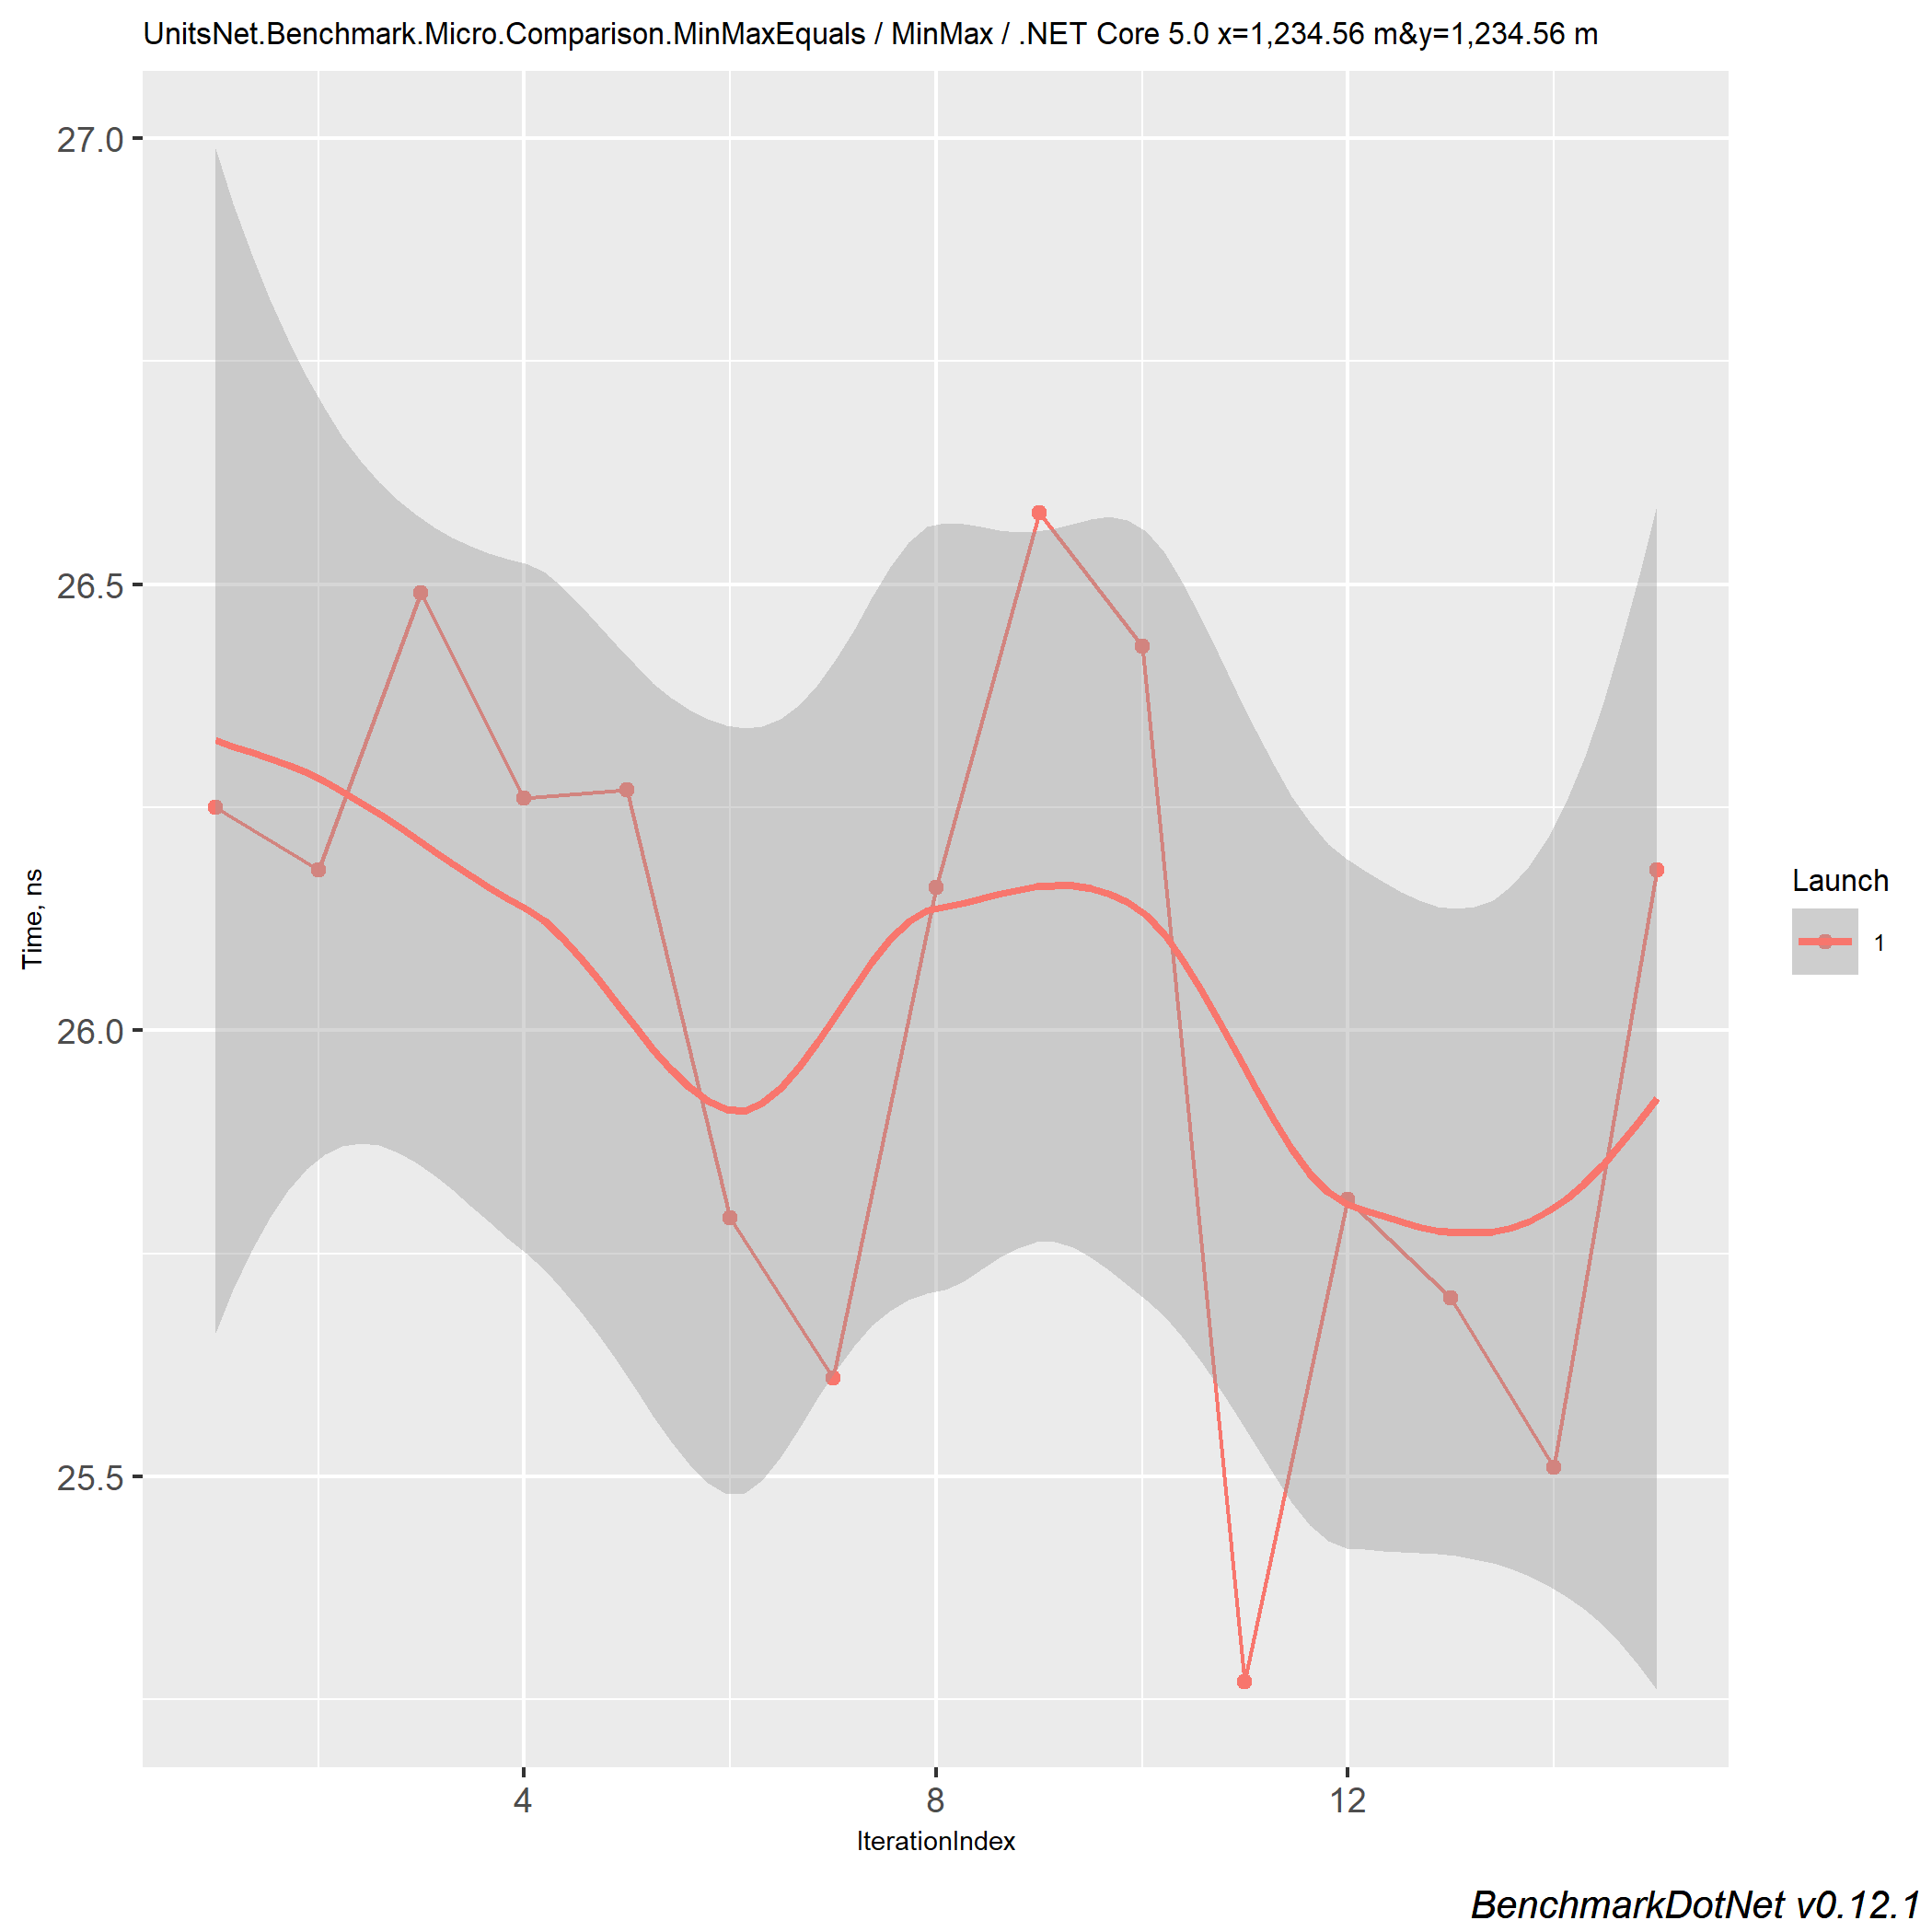 UnitsNet.Benchmark.Micro.Comparison.MinMaxEquals / MinMax / .NET Core 5.0 x=1,234.56 m&y=1,234.56 m
27.0
26.5
26.0
25.5
Time, ns
4
8
12
IterationIndex
Launch
1
BenchmarkDotNet v0.12.1